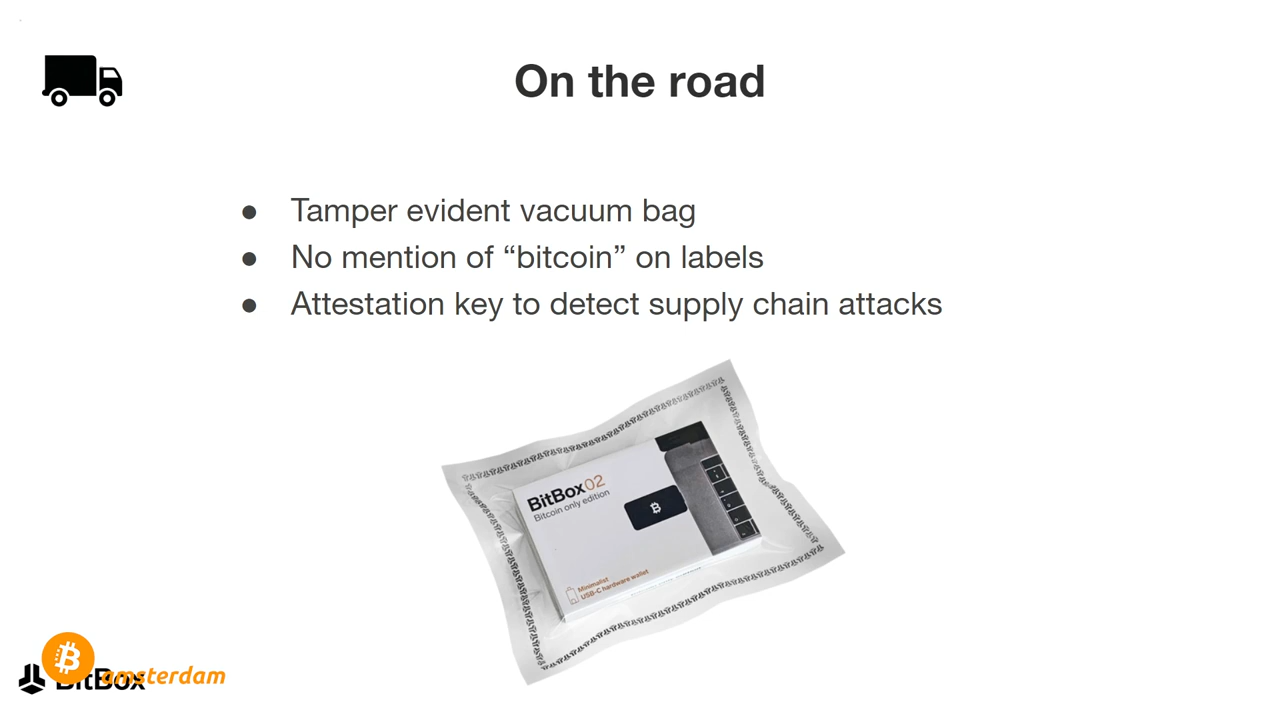 On the road
● Tamper evident vacuum bag
● No mention of “bitcoin” on labels
● Attestation key to detect supply chain attacks
BitBox02
Bitcoin only edition
Minimalist
USB-C hardware wallet
amsterdam
BitBox